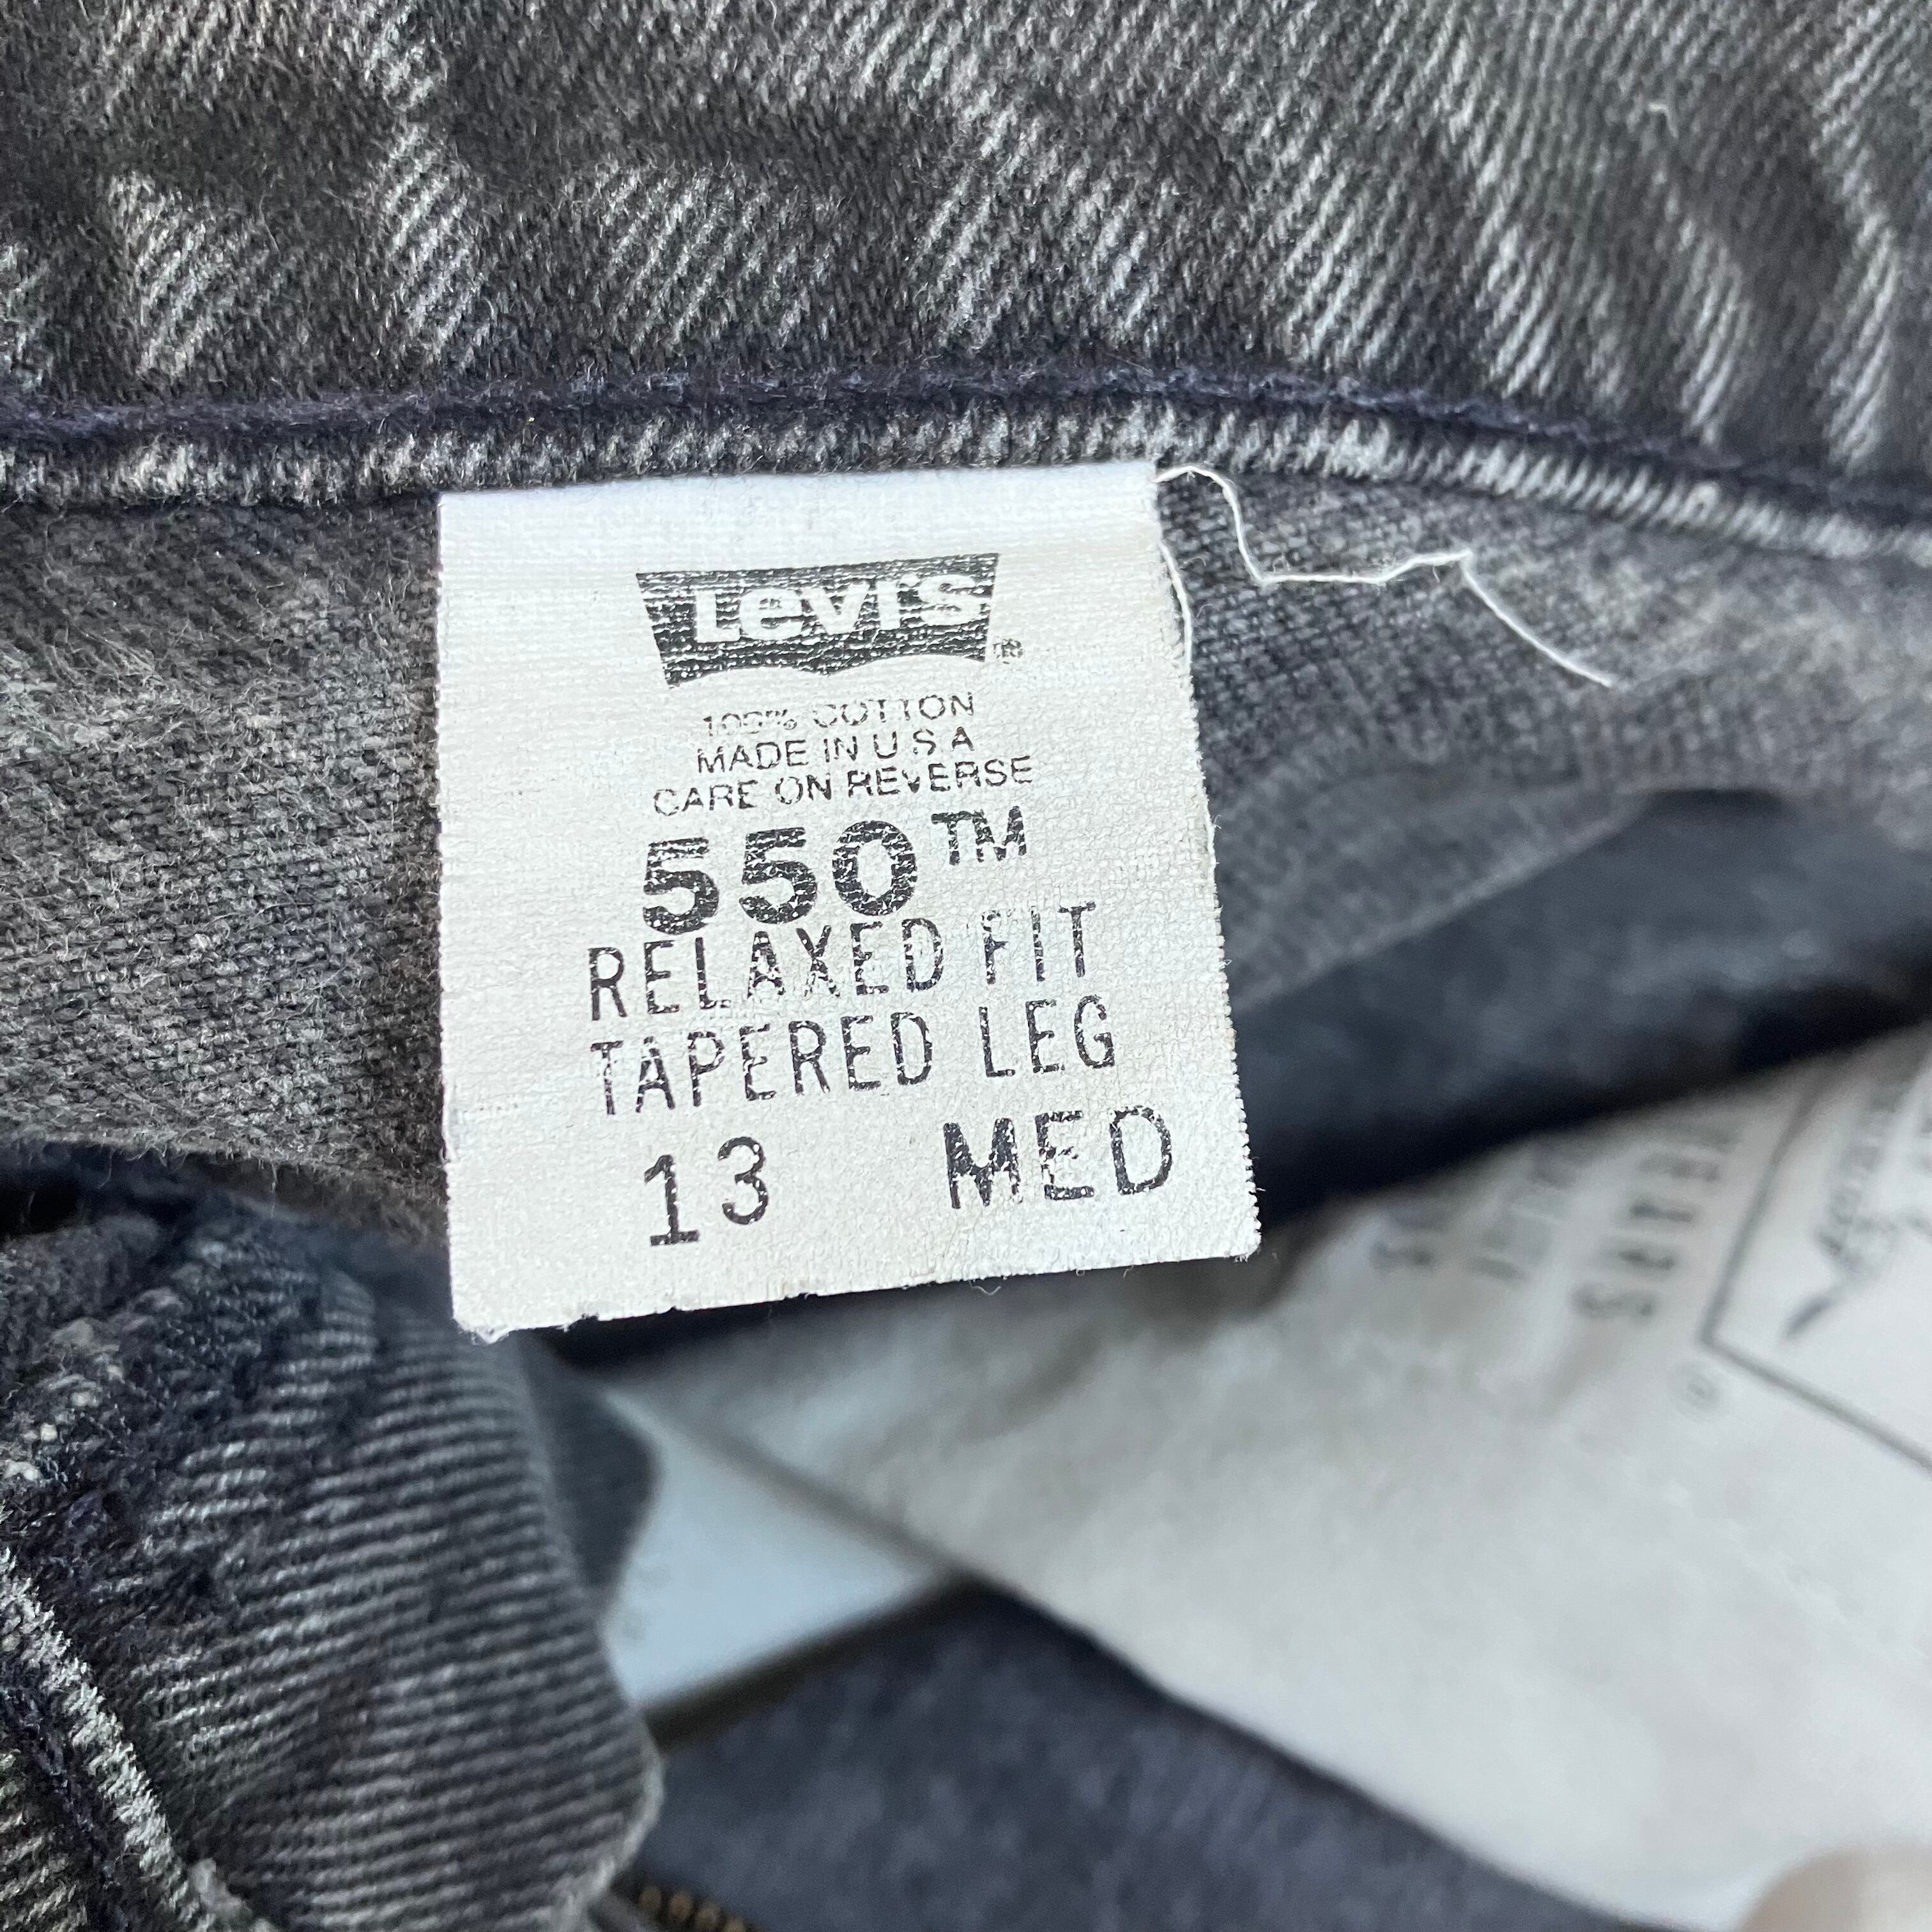 Levi's ®
100% COTTON
MADE IN U S A
CARE ON REVERSE
550™
RELAXED FIT
TAPERED LEG
13 MED